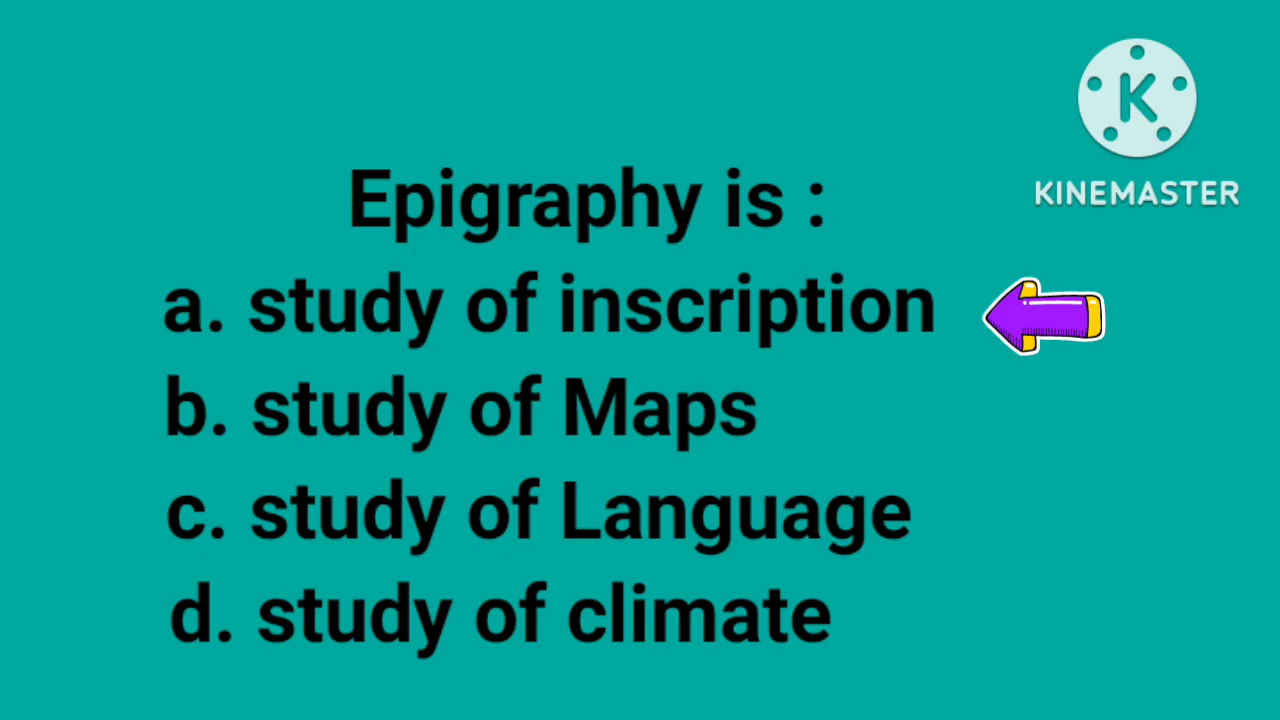 K
KINEMASTER
Epigraphy is :
a. study of inscription
b. study of Maps
c. study of Language
d. study of climate